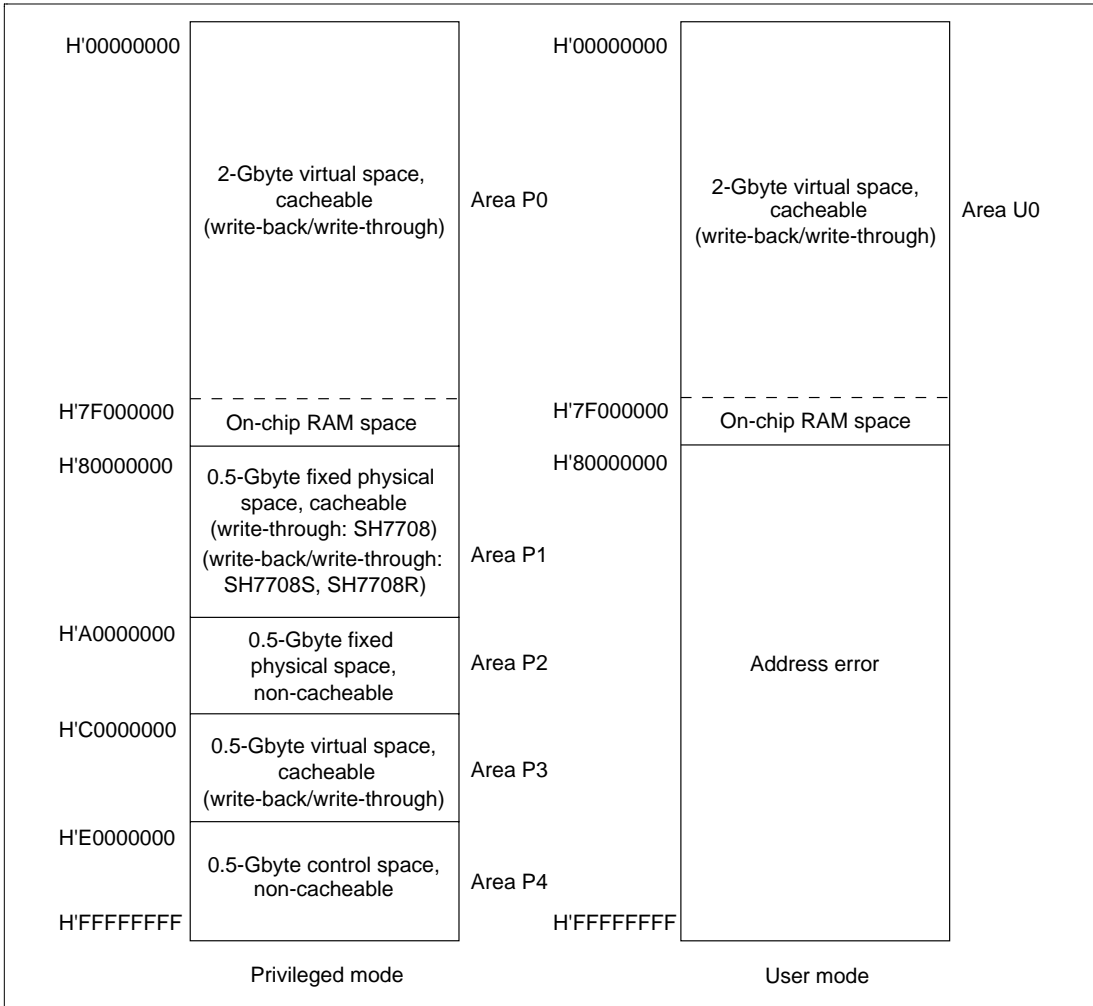 H'00000000
2-Gbyte virtual space,
cacheable
(write-back/write-through)
Area P0
H'7F000000
On-chip RAM space
H'80000000
0.5-Gbyte fixed physical
space, cacheable
(write-through: SH7708)
(write-back/write-through:
SH7708S, SH7708R)
Area P1
H'A0000000
0.5-Gbyte fixed
physical space,
non-cacheable
Area P2
H'C0000000
0.5-Gbyte virtual space,
cacheable
(write-back/write-through)
Area P3
H'E0000000
0.5-Gbyte control space,
non-cacheable
Area P4
H'FFFFFFFF
Privileged mode
H'00000000
2-Gbyte virtual space,
cacheable
(write-back/write-through)
Area U0
H'7F000000
On-chip RAM space
H'80000000
Address error
H'FFFFFFFF
User mode